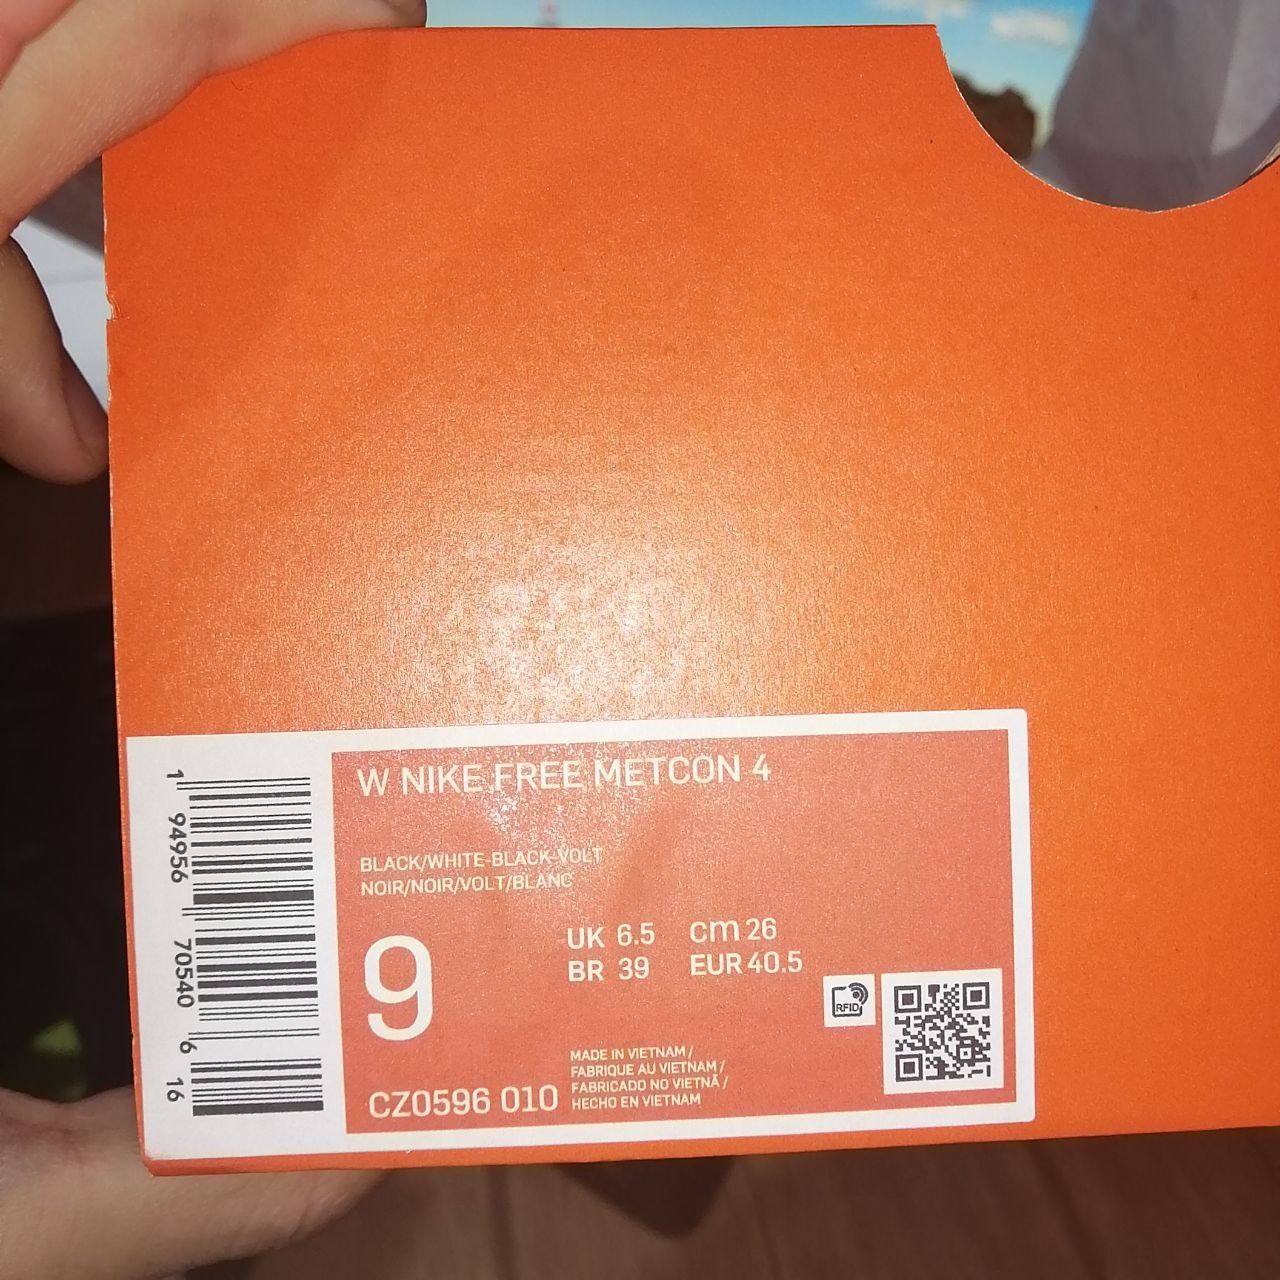 W NIKE FREE METCON 4
BLACK/WHITE-BLACK-VOLT
NOIR/NOIR/VOLT/BLANC
9
UK 6.5 cm 26
BR 39 EUR 40.5
RFID
MADE IN VIETNAM /
FABRIQUE AU VIETNAM /
FABRICADO NO VIETNÃ /
HECHO EN VIETNAM
CZ0596 010
1 94956 70540 6 16